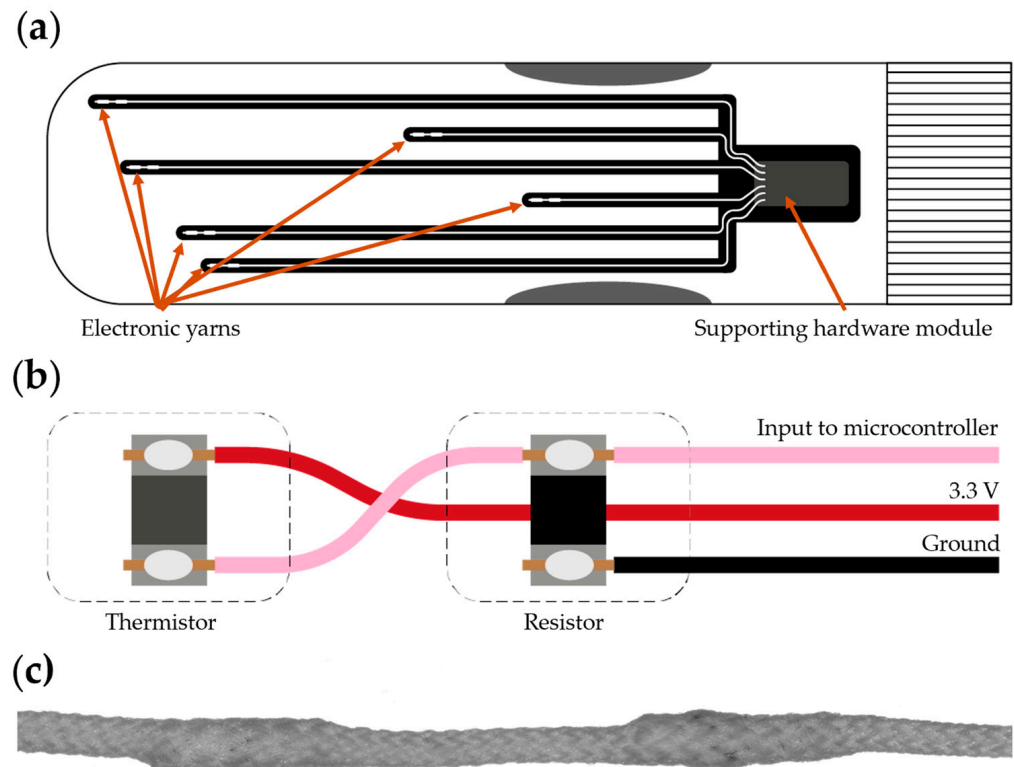 (a)
Electronic yarns
Supporting hardware module
(b)
Input to microcontroller
3.3 V
Ground
Thermistor
Resistor
(c)